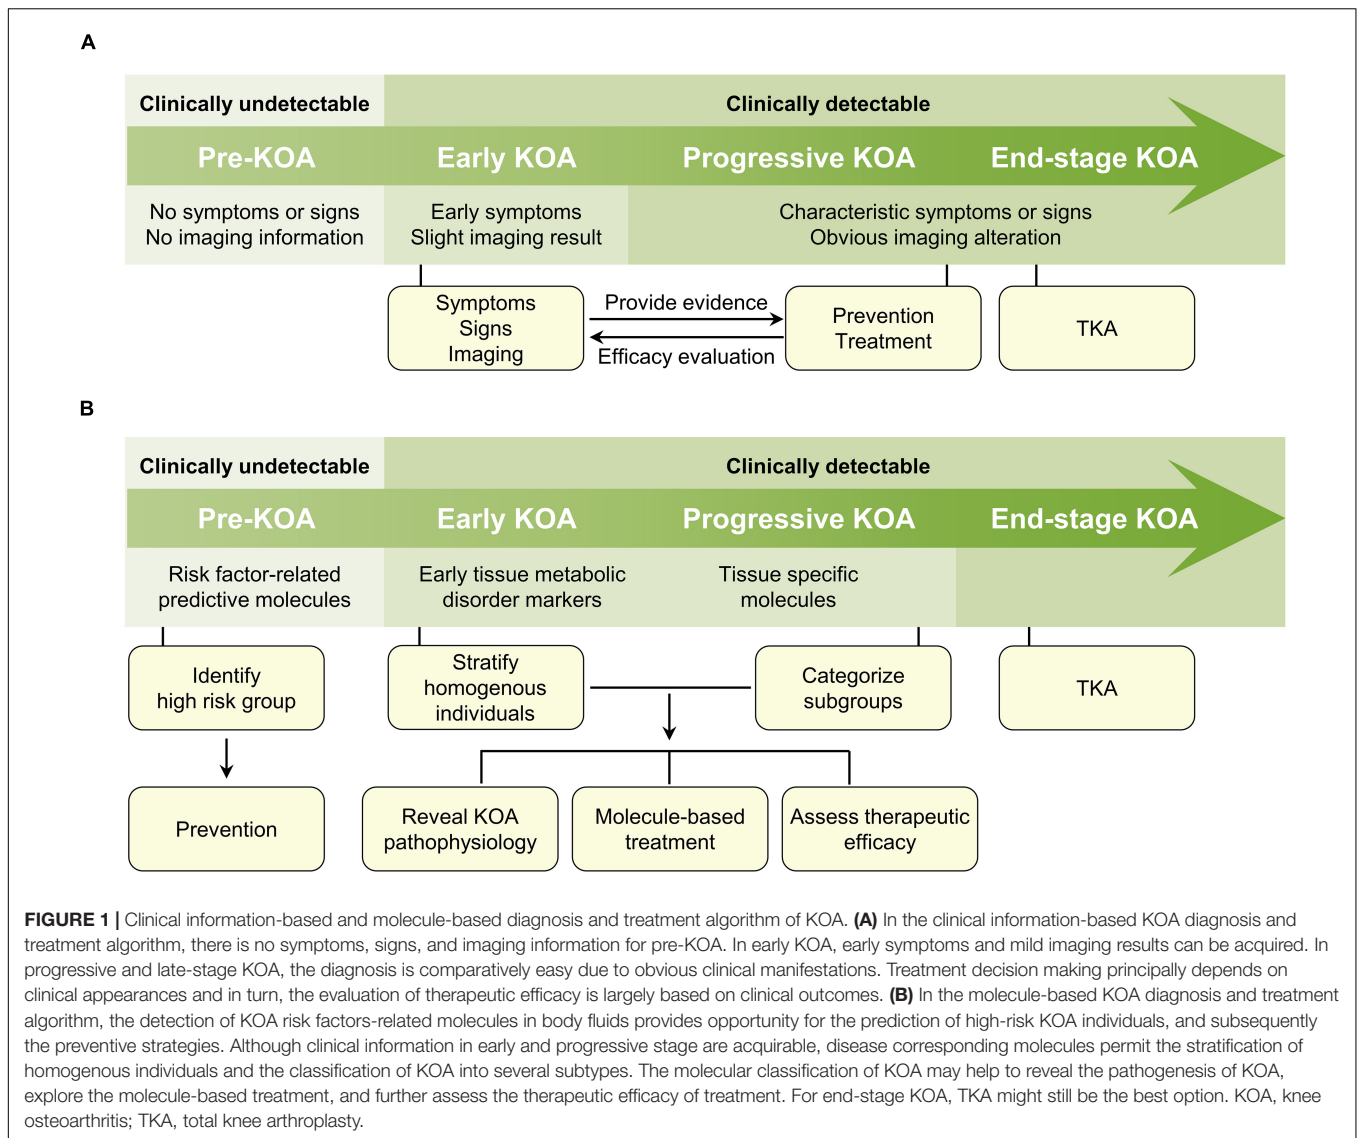 A
Clinically undetectable
Clinically detectable
Pre-KOA
Early KOA
Progressive KOA
End-stage KOA
No symptoms or signs
No imaging information
Early symptoms
Slight imaging result
Characteristic symptoms or signs
Obvious imaging alteration
Symptoms
Signs
Imaging
Provide evidence
Efficacy evaluation
Prevention
Treatment
TKA
B
Clinically undetectable
Clinically detectable
Pre-KOA
Early KOA
Progressive KOA
End-stage KOA
Risk factor-related
predictive molecules
Early tissue metabolic
disorder markers
Tissue specific
molecules
Identify
high risk group
Stratify
homogenous
individuals
Categorize
subgroups
TKA
Prevention
Reveal KOA
pathophysiology
Molecule-based
treatment
Assess therapeutic
efficacy
FIGURE 1 | Clinical information-based and molecule-based diagnosis and treatment algorithm of KOA. (A) In the clinical information-based KOA diagnosis and
treatment algorithm, there is no symptoms, signs, and imaging information for pre-KOA. In early KOA, early symptoms and mild imaging results can be acquired. In
progressive and late-stage KOA, the diagnosis is comparatively easy due to obvious clinical manifestations. Treatment decision making principally depends on
clinical appearances and in turn, the evaluation of therapeutic efficacy is largely based on clinical outcomes. (B) In the molecule-based KOA diagnosis and treatment
algorithm, the detection of KOA risk factors-related molecules in body fluids provides opportunity for the prediction of high-risk KOA individuals, and subsequently
the preventive strategies. Although clinical information in early and progressive stage are acquirable, disease corresponding molecules permit the stratification of
homogenous individuals and the classification of KOA into several subtypes. The molecular classification of KOA may help to reveal the pathogenesis of KOA,
explore the molecule-based treatment, and further assess the therapeutic efficacy of treatment. For end-stage KOA, TKA might still be the best option. KOA, knee
osteoarthritis; TKA, total knee arthroplasty.